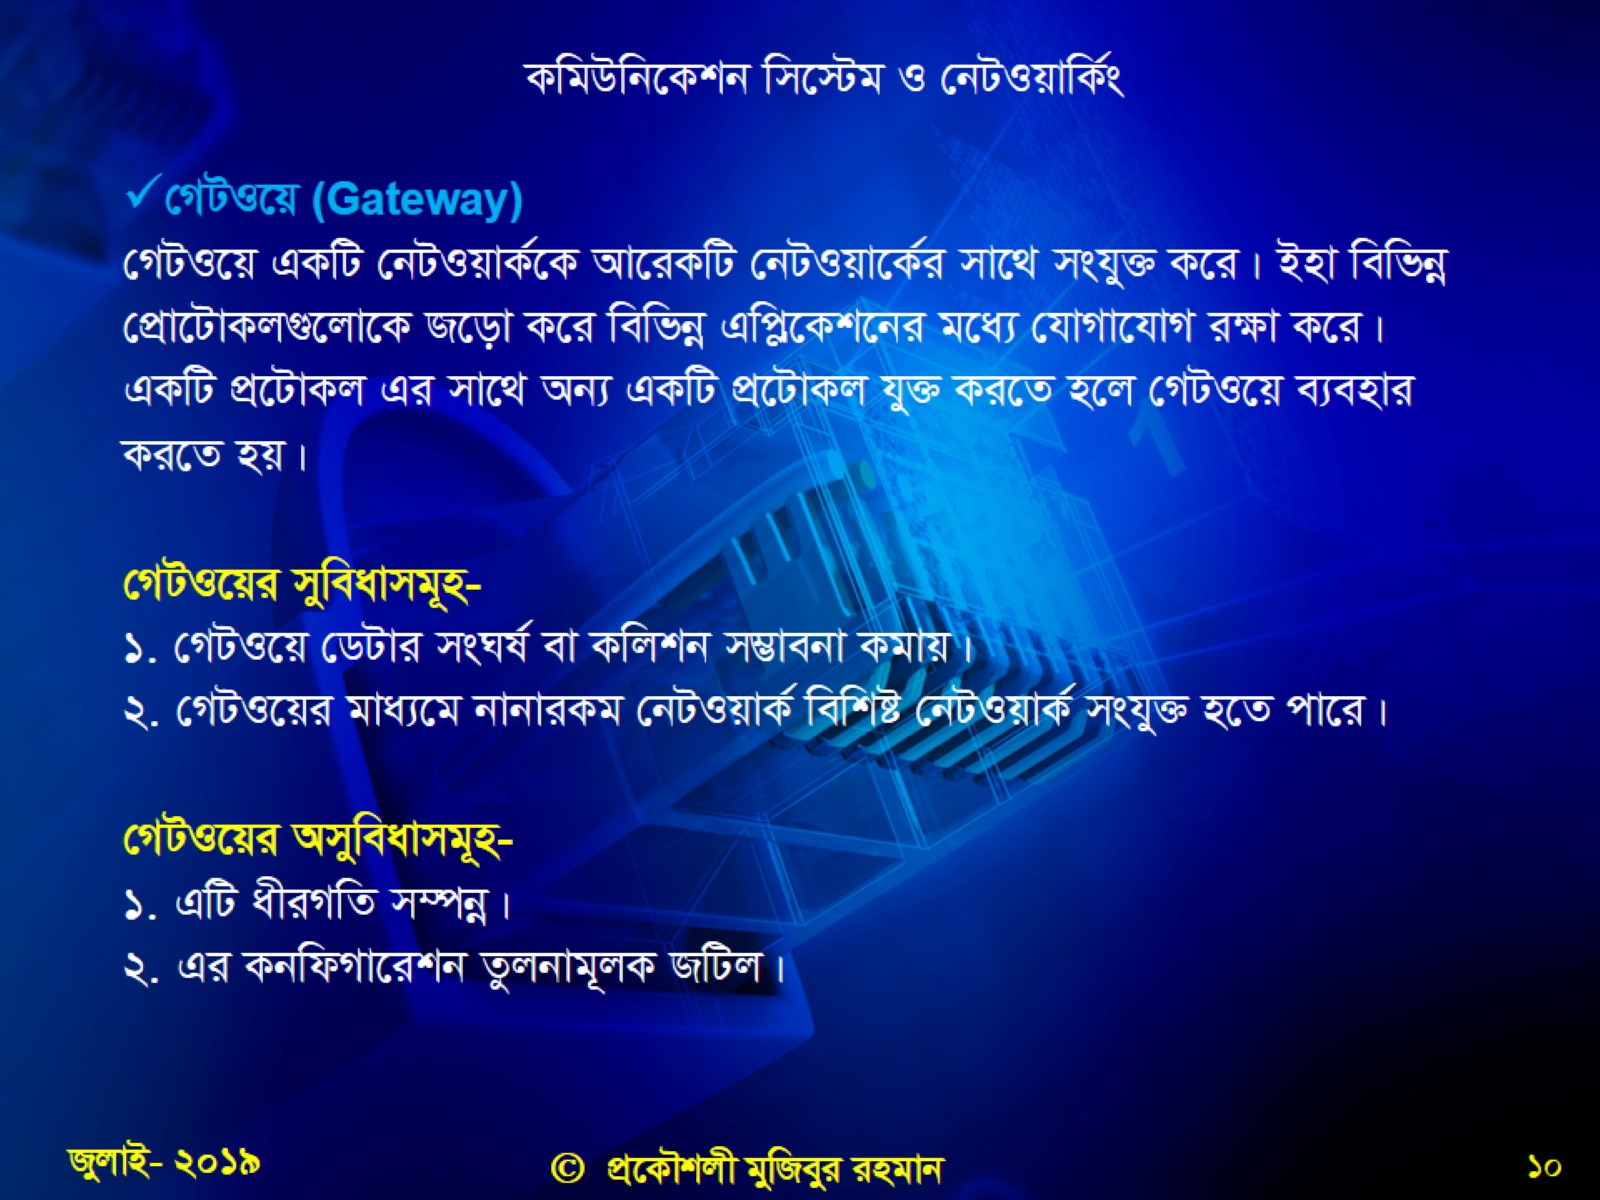 কমিউনিকেশন সিস্টেম ও নেটওয়ার্কিং
✓গেটওয়ে (Gateway)
গেটওয়ে একটি নেটওয়ার্ককে আরেকটি নেটওয়ার্কের সাথে সংযুক্ত করে। ইহা বিভিন্ন
প্রোটোকলগুলোকে জড়ো করে বিভিন্ন এপ্লিকেশনের মধ্যে যোগাযোগ রক্ষা করে।
একটি প্রটোকল এর সাথে অন্য একটি প্রটোকল যুক্ত করতে হলে গেটওয়ে ব্যবহার
করতে হয়।
গেটওয়ের সুবিধাসমূহ-
১. গেটওয়ে ডেটার সংঘর্ষ বা কলিশন সম্ভাবনা কমায়।
২. গেটওয়ের মাধ্যমে নানারকম নেটওয়ার্ক বিশিষ্ট নেটওয়ার্ক সংযুক্ত হতে পারে।
গেটওয়ের অসুবিধাসমূহ-
১. এটি ধীরগতি সম্পন্ন।
২. এর কনফিগারেশন তুলনামূলক জটিল।
জুলাই- ২০১৯
© প্রকৌশলী মুজিবুর রহমান
১০